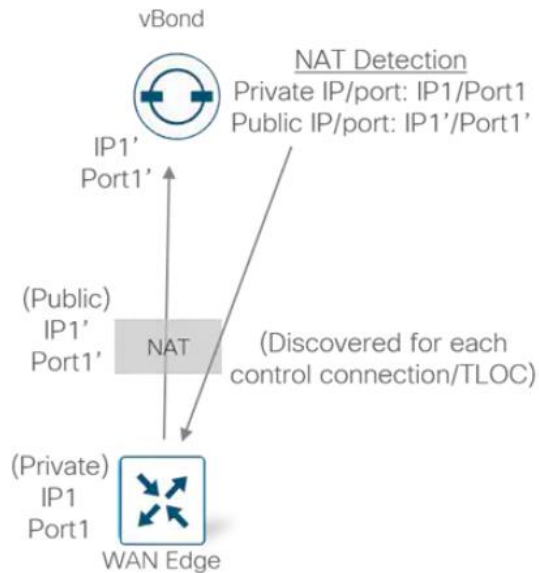 vBond
NAT Detection
Private IP/port: IP1/Port1
Public IP/port: IP1'/Port1'
IP1'
Port1'
(Public)
IP1'
Port1'
NAT
(Discovered for each
control connection/TLOC)
(Private)
IP1
Port1
WAN Edge